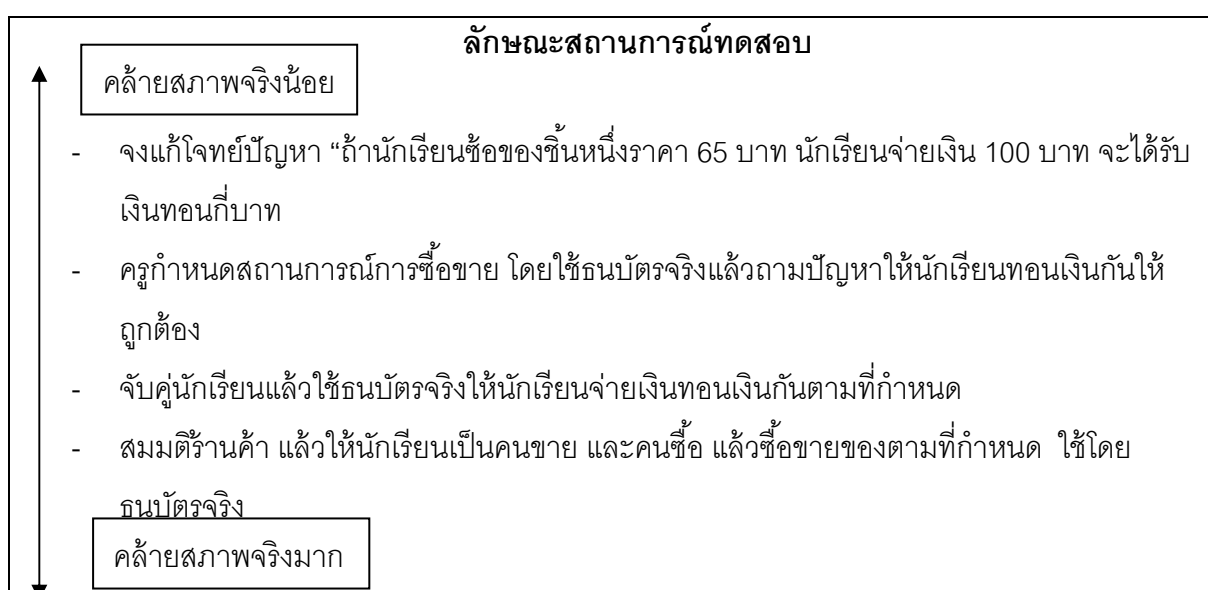 ลักษณะสถานการณ์ทดสอบ
คล้ายสภาพจริงน้อย
- จงแก้โจทย์ปัญหา “ถ้านักเรียนซ้อของชิ้นหนึ่งราคา 65 บาท นักเรียนจ่ายเงิน 100 บาท จะได้รับ
เงินทอนกี่บาท
- ครูกำหนดสถานการณ์การซื้อขาย โดยใช้ธนบัตรจริงแล้วถามปัญหาให้นักเรียนทอนเงินกันให้
ถูกต้อง
- จับคู่นักเรียนแล้วใช้ธนบัตรจริงให้นักเรียนจ่ายเงินทอนเงินกันตามที่กำหนด
- สมมติร้านค้า แล้วให้นักเรียนเป็นคนขาย และคนซื้อ แล้วซื้อขายของตามที่กำหนด ใช้โดย
ธนบัตรจริง
คล้ายสภาพจริงมาก